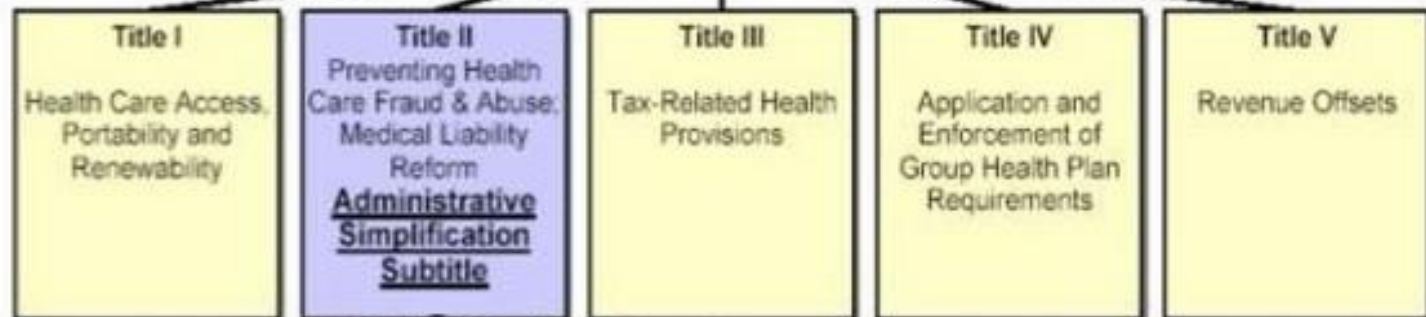 Title I
Health Care Access,
Portability and
Renewability
Title II
Preventing Health
Care Fraud & Abuse;
Medical Liability
Reform
Administrative
Simplification
Subtitle
Title III
Tax-Related Health
Provisions
Title IV
Application and
Enforcement of
Group Health Plan
Requirements
Title V
Revenue Offsets